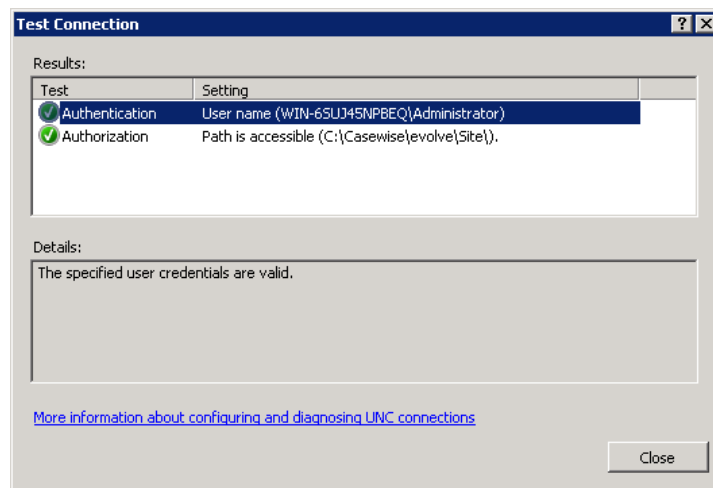 Test Connection
Results:
Test Setting
Authentication User name (WIN-6SUJ45NPBEQ\Administrator)
Authorization Path is accessible (C:\Casewise\evolve\Site\).
Details:
The specified user credentials are valid.
More information about configuring and diagnosing UNC connections
Close